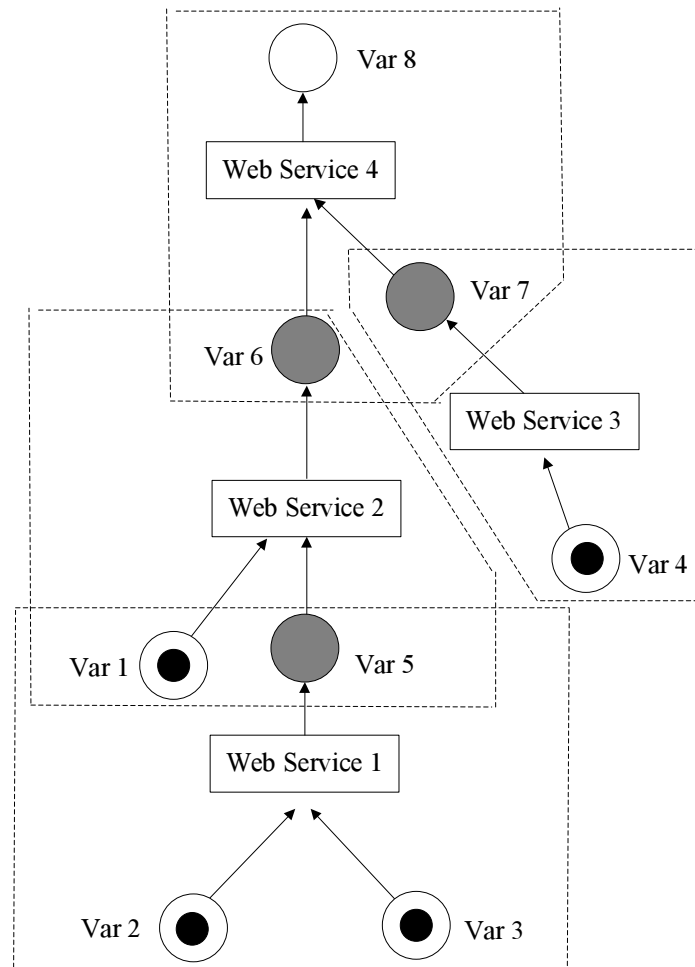 Var 8
Web Service 4
Var 7
Var 6
Web Service 3
Web Service 2
Var 4
Var 1
Var 5
Web Service 1
Var 2
Var 3